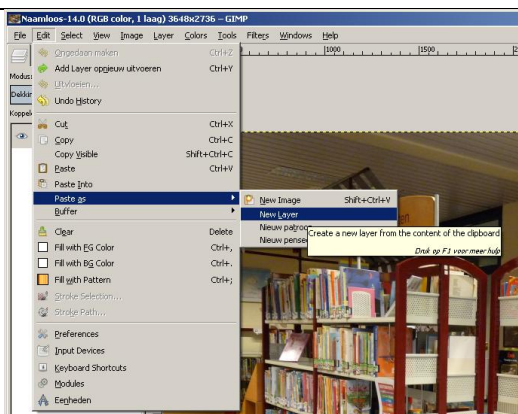 Naamloos-14.0 (RGB color, 1 laag) 3648x2736 – GIMP
File Edit Select View Image Layer Colors Tools Filters Windows Help
Ongedaan maken Ctrl+Z
Add Layer opnieuw uitvoeren Ctrl+Y
Uitvloeien...
Undo History
Cut Ctrl+X
Copy Ctrl+C
Copy Visible Shift+Ctrl+C
Paste Ctrl+V
Paste Into
Paste as
Buffer
Clear Delete
Fill with FG Color Ctrl+,
Fill with BG Color Ctrl+.
Fill with Pattern Ctrl+;
Stroke Selection...
Stroke Path...
Preferences
Input Devices
Keyboard Shortcuts
Modules
Eenheden
Modus:
Dekkin
Koppel
1000 1500
New Image Shift+Ctrl+V
New Layer
Nieuw patroo
Nieuw pensee
Create a new layer from the content of the clipboard
Druk op F1 voor meer hulp